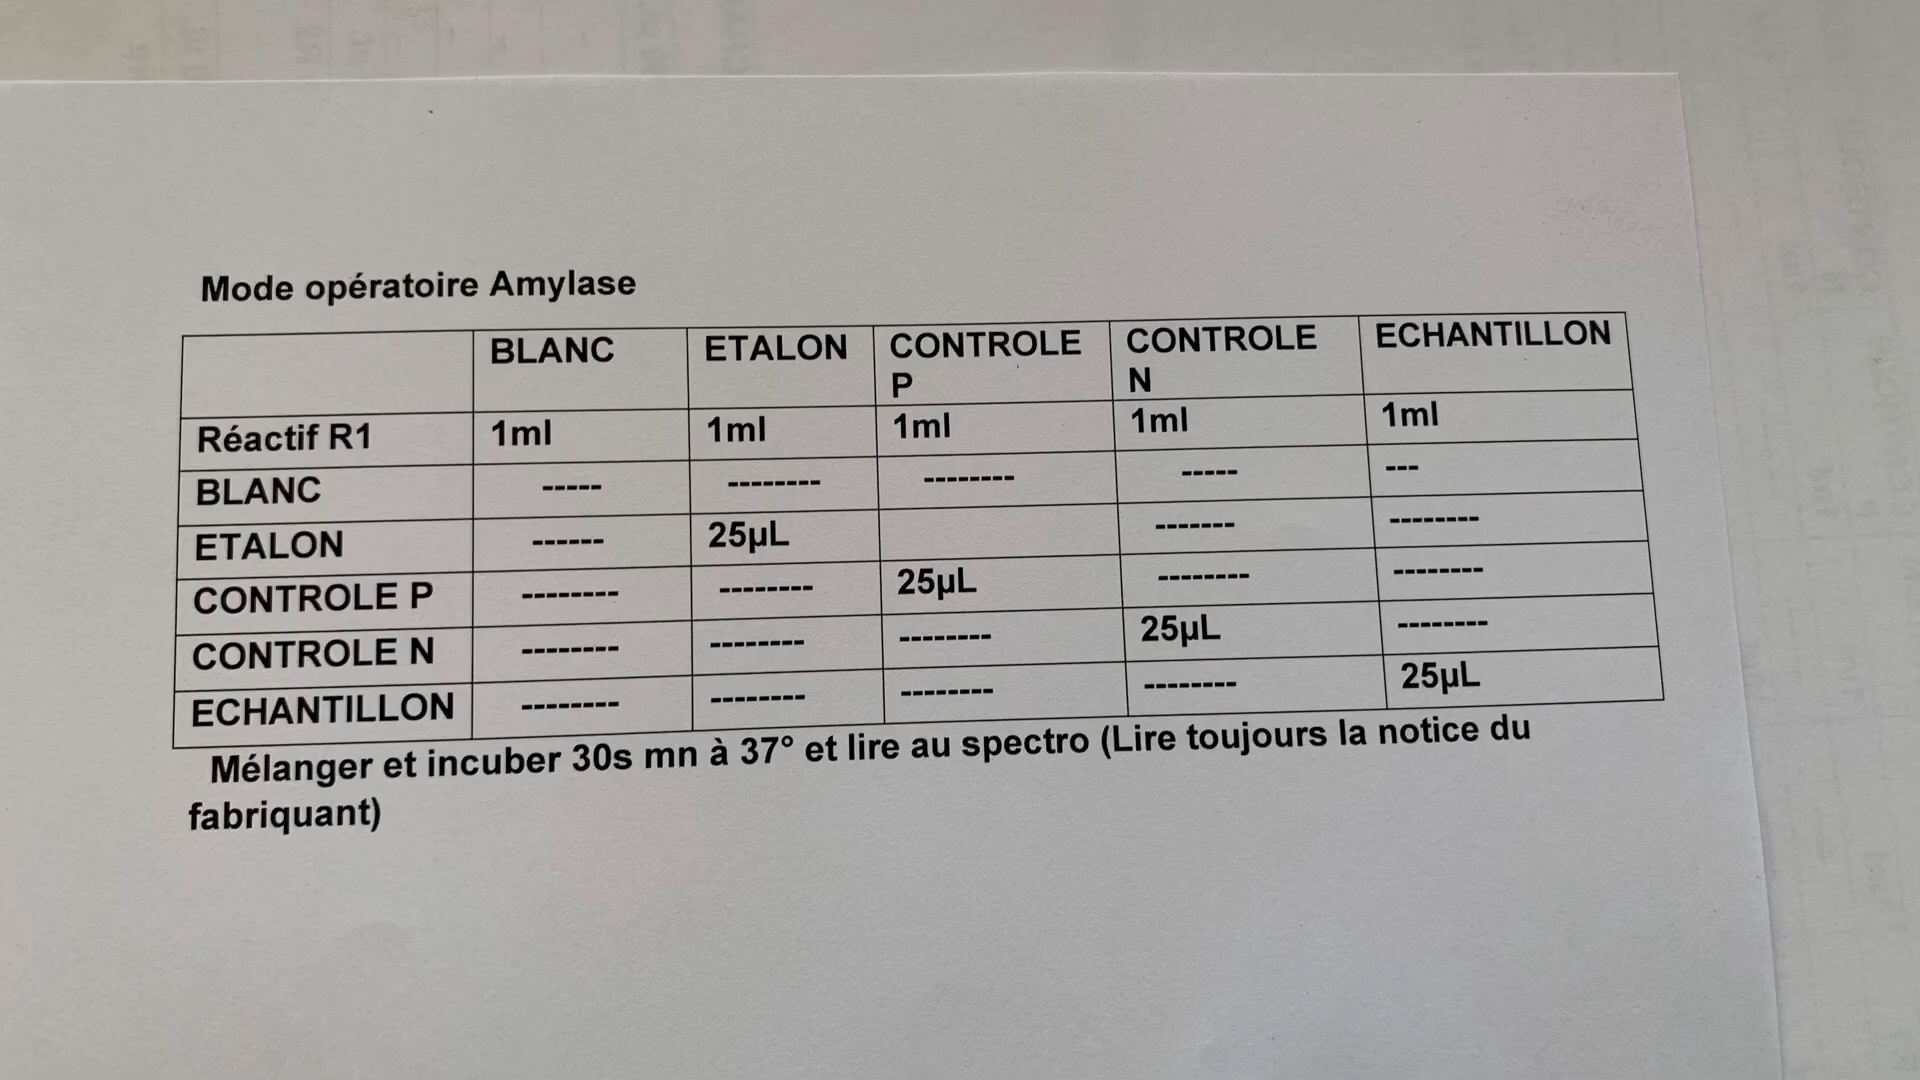 Mode opératoire Amylase
BLANC ETALON CONTROLE P CONTROLE N ECHANTILLON
Réactif R1 1ml 1ml 1ml 1ml 1ml
BLANC ----- -------- -------- ----- ---
ETALON ------ 25µL ------- --------
CONTROLE P -------- -------- 25µL -------- --------
CONTROLE N -------- -------- -------- 25µL --------
ECHANTILLON -------- -------- -------- -------- 25µL
Mélanger et incuber 30s mn à 37° et lire au spectro (Lire toujours la notice du
fabriquant)